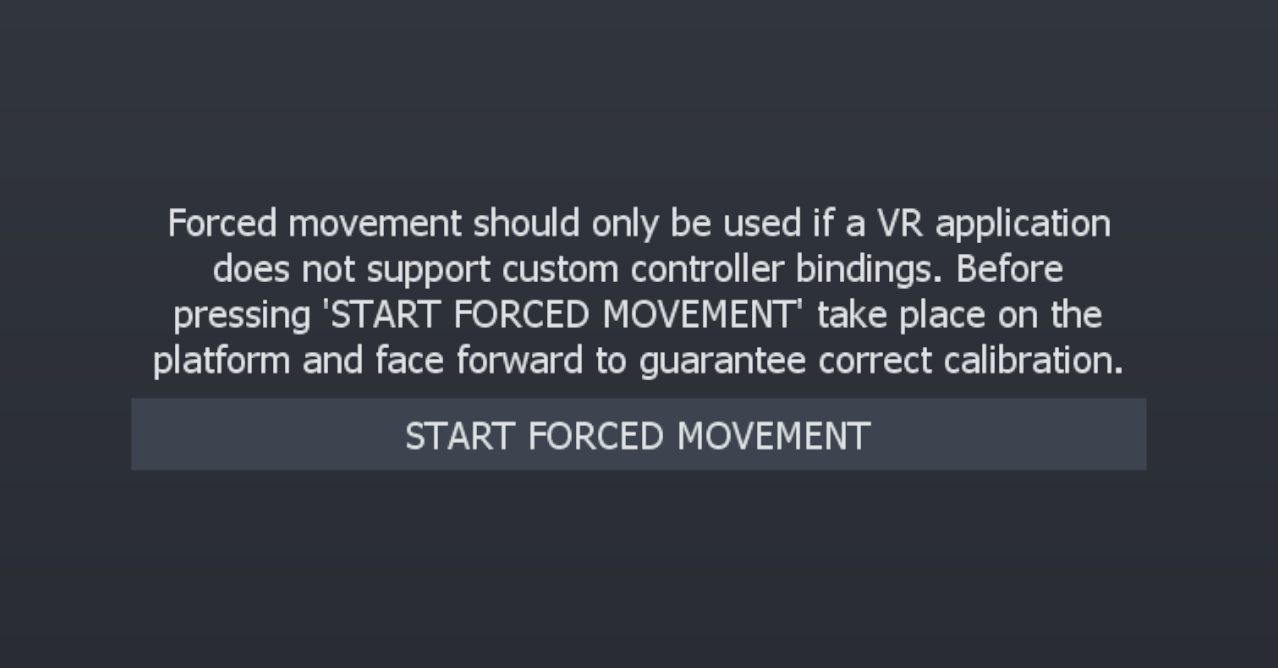 Forced movement should only be used if a VR application
does not support custom controller bindings. Before
pressing 'START FORCED MOVEMENT' take place on the
platform and face forward to guarantee correct calibration.
START FORCED MOVEMENT